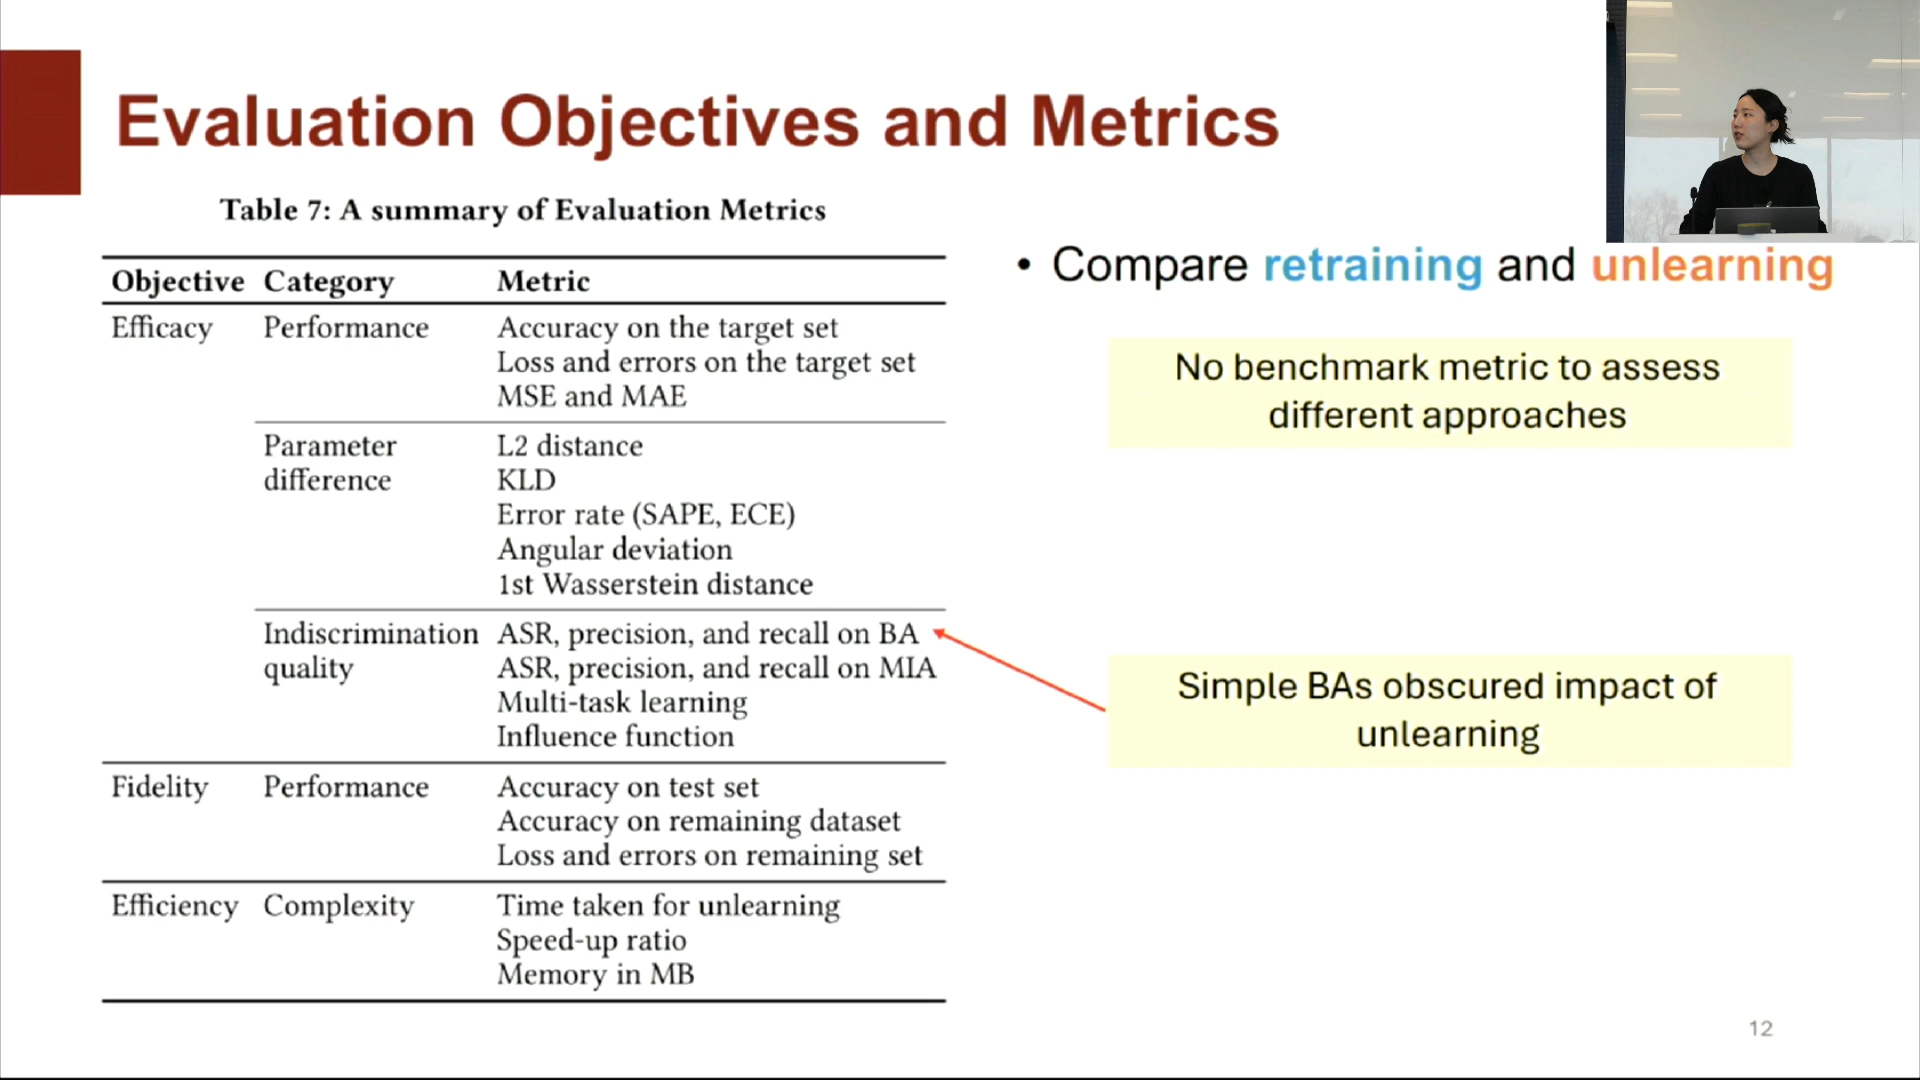 Evaluation Objectives and Metrics
Table 7: A summary of Evaluation Metrics
Objective Category Metric
Efficacy Performance Accuracy on the target set
Loss and errors on the target set
MSE and MAE
Parameter difference L2 distance
KLD
Error rate (SAPE, ECE)
Angular deviation
1st Wasserstein distance
Indiscrimination quality ASR, precision, and recall on BA
ASR, precision, and recall on MIA
Multi-task learning
Influence function
Fidelity Performance Accuracy on test set
Accuracy on remaining dataset
Loss and errors on remaining set
Efficiency Complexity Time taken for unlearning
Speed-up ratio
Memory in MB
• Compare retraining and unlearning
No benchmark metric to assess
different approaches
Simple BAs obscured impact of
unlearning
12